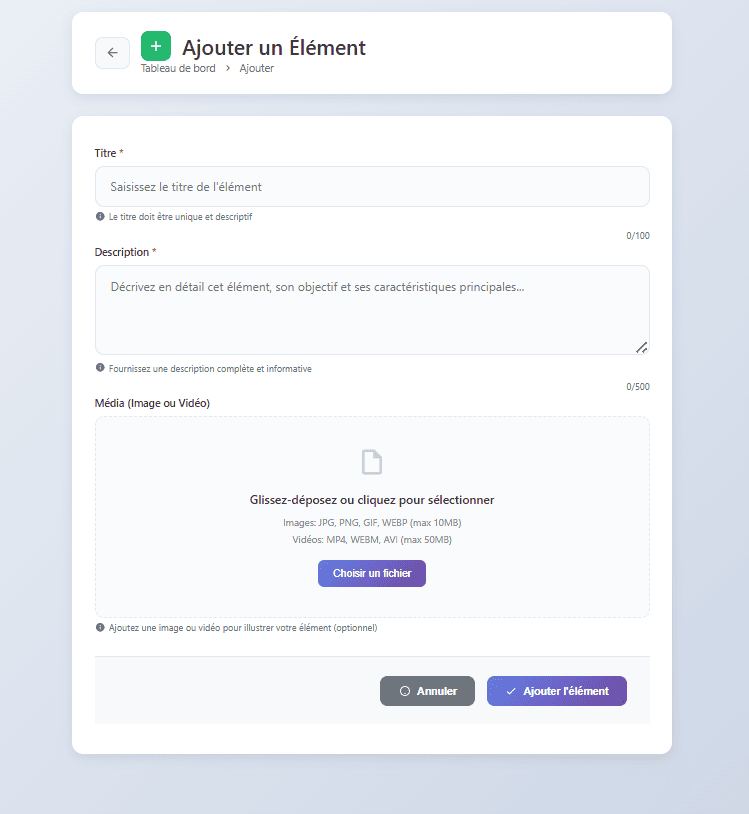 Ajouter un Élément
Tableau de bord > Ajouter
Titre *
Saisissez le titre de l'élément
Le titre doit être unique et descriptif
0/100
Description *
Décrivez en détail cet élément, son objectif et ses caractéristiques principales...
Fournissez une description complète et informative
0/500
Média (Image ou Vidéo)
Glissez-déposez ou cliquez pour sélectionner
Images: JPG, PNG, GIF, WEBP (max 10MB)
Vidéos: MP4, WEBM, AVI (max 50MB)
Choisir un fichier
Ajoutez une image ou vidéo pour illustrer votre élément (optionnel)
Annuler
Ajouter l'élément